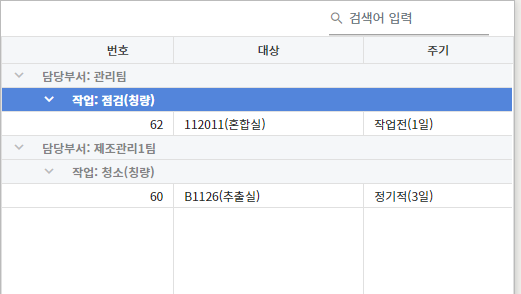 검색어 입력
번호 대상 주기
담당부서: 관리팀
작업: 점검(칭량)
62 112011(혼합실) 작업전(1일)
담당부서: 제조관리1팀
작업: 청소(칭량)
60 B1126(추출실) 정기적(3일)